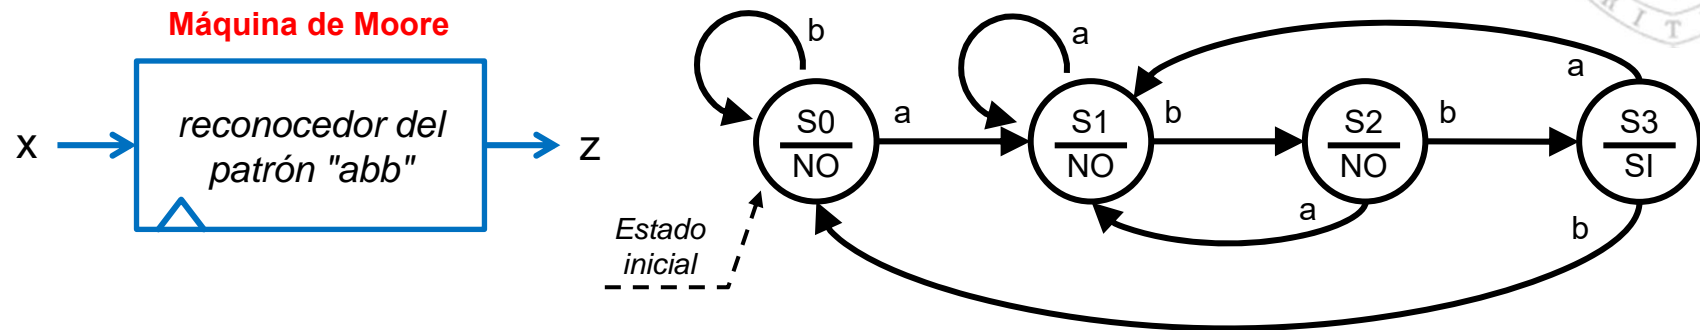 Máquina de Moore
x
reconocedor del
patrón "abb"
z
b
a
a
S0
NO
a
S1
NO
b
S2
NO
b
S3
SI
a
b
Estado
inicial
R I T